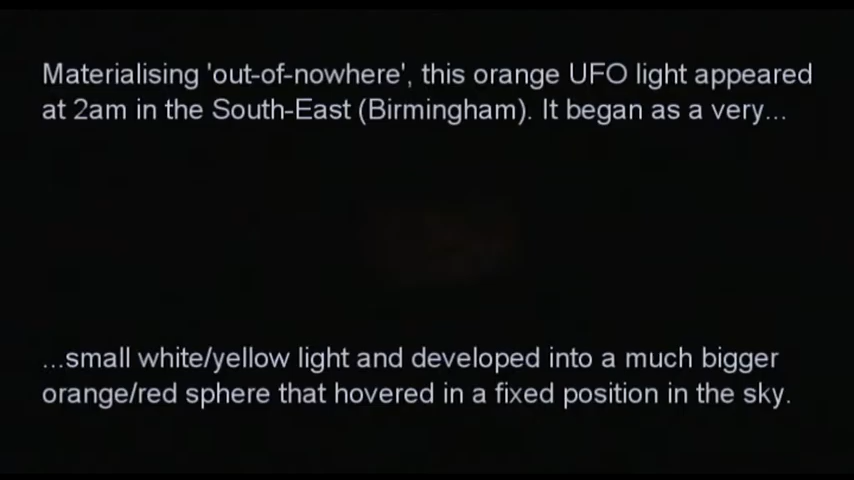 Materialising 'out-of-nowhere', this orange UFO light appeared
at 2am in the South-East (Birmingham). It began as a very...
...small white/yellow light and developed into a much bigger
orange/red sphere that hovered in a fixed position in the sky.